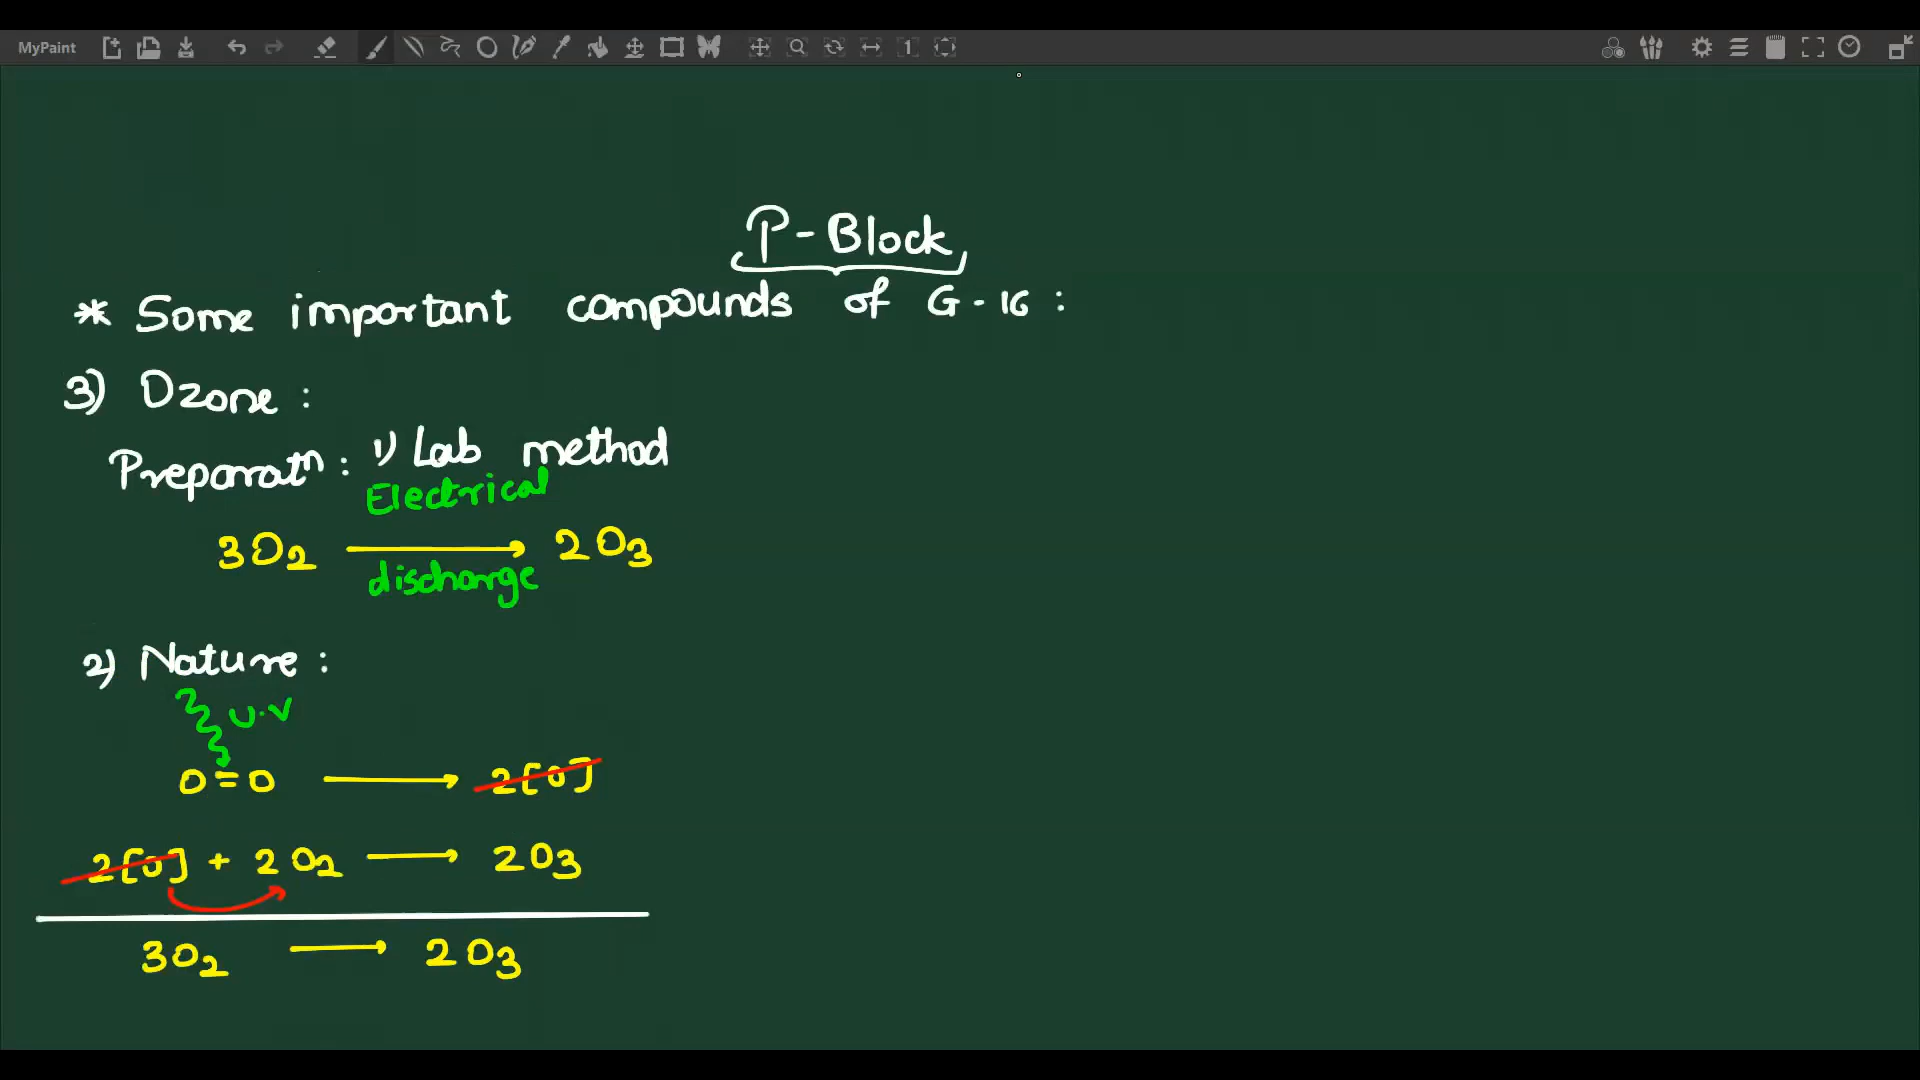 MyPaint
P-Block
* Some important compounds of G-16 :
3) Ozone :
Preparatⁿ : 1) Lab method
Electrical
3O₂ ⟶ 2O₃
discharge
2) Nature :
U.V
O=O ⟶ 2[O]
2[O] + 2O₂ ⟶ 2O₃
3O₂ ⟶ 2O₃